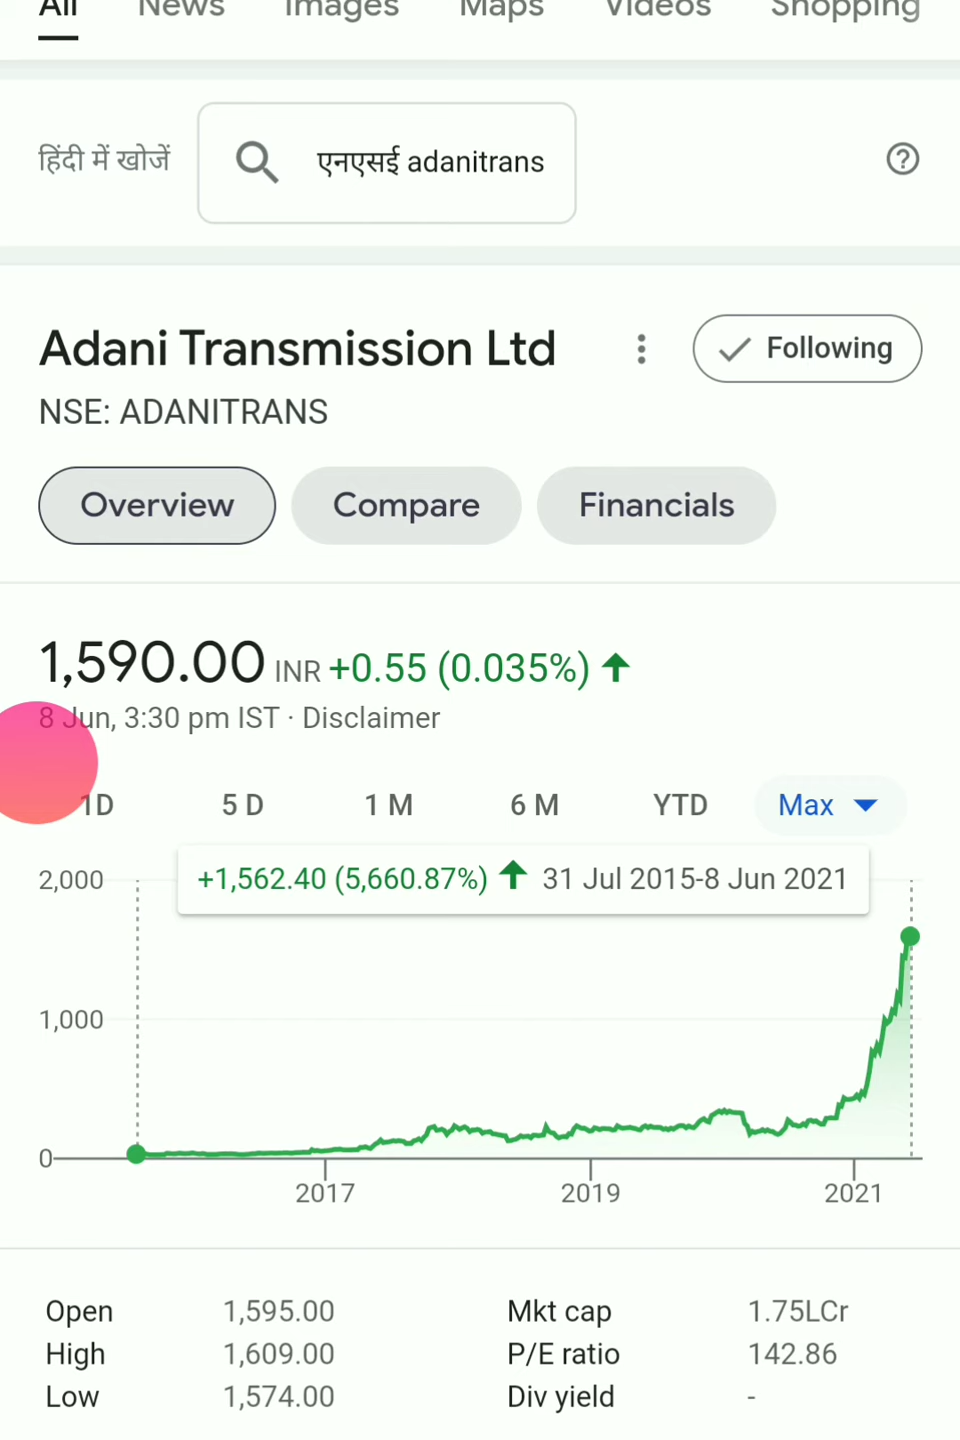 All News Images Maps Videos Shopping
हिंदी में खोजें एनएसई adanitrans
Adani Transmission Ltd Following
NSE: ADANITRANS
Overview Compare Financials
1,590.00 INR +0.55 (0.035%)
8 Jun, 3:30 pm IST · Disclaimer
1D 5 D 1 M 6 M YTD Max
+1,562.40 (5,660.87%) 31 Jul 2015-8 Jun 2021
2,000
1,000
0
2017 2019 2021
Open 1,595.00 Mkt cap 1.75LCr
High 1,609.00 P/E ratio 142.86
Low 1,574.00 Div yield -